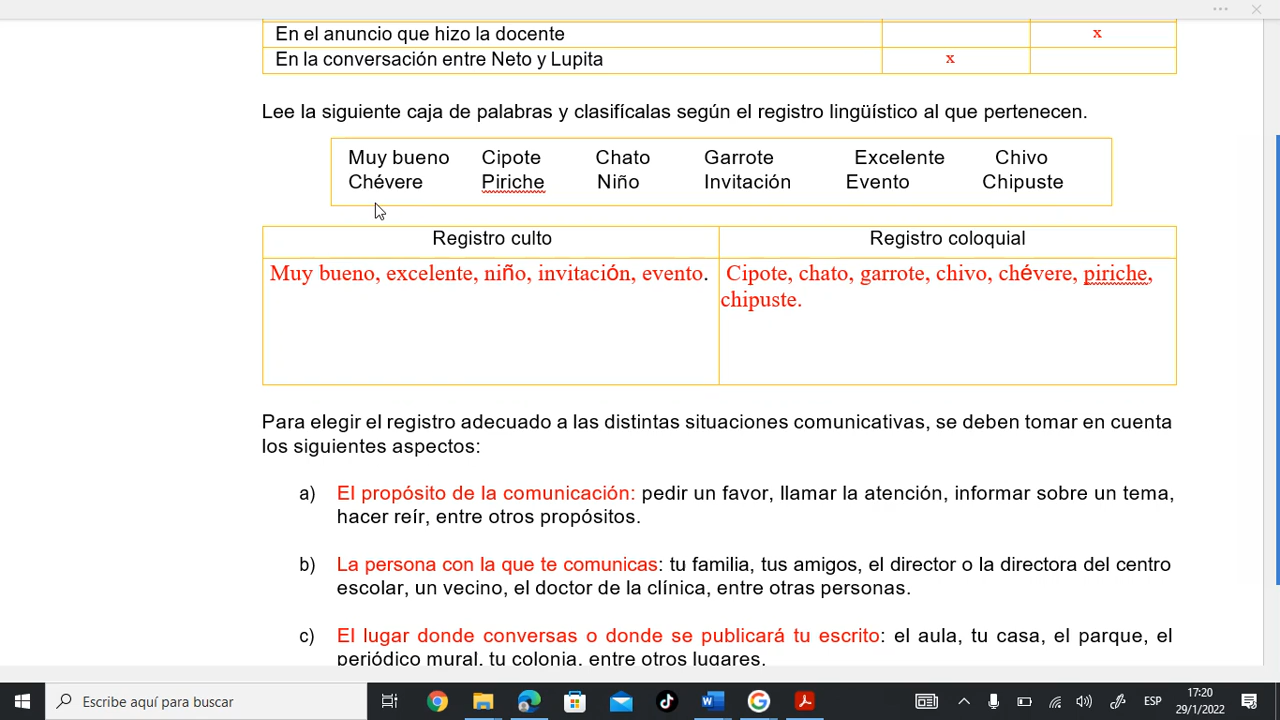 En el anuncio que hizo la docente x
En la conversación entre Neto y Lupita x
Lee la siguiente caja de palabras y clasifícalas según el registro lingüístico al que pertenecen.
Muy bueno Cipote Chato Garrote Excelente Chivo
Chévere Piriche Niño Invitación Evento Chipuste
Registro culto Registro coloquial
Muy bueno, excelente, niño, invitación, evento. Cipote, chato, garrote, chivo, chévere, piriche,
chipuste.
Para elegir el registro adecuado a las distintas situaciones comunicativas, se deben tomar en cuenta
los siguientes aspectos:
a) El propósito de la comunicación: pedir un favor, llamar la atención, informar sobre un tema,
hacer reír, entre otros propósitos.
b) La persona con la que te comunicas: tu familia, tus amigos, el director o la directora del centro
escolar, un vecino, el doctor de la clínica, entre otras personas.
c) El lugar donde conversas o donde se publicará tu escrito: el aula, tu casa, el parque, el
periódico mural, tu colonia, entre otros lugares.
Escribe aquí para buscar
ESP
17:20
29/1/2022